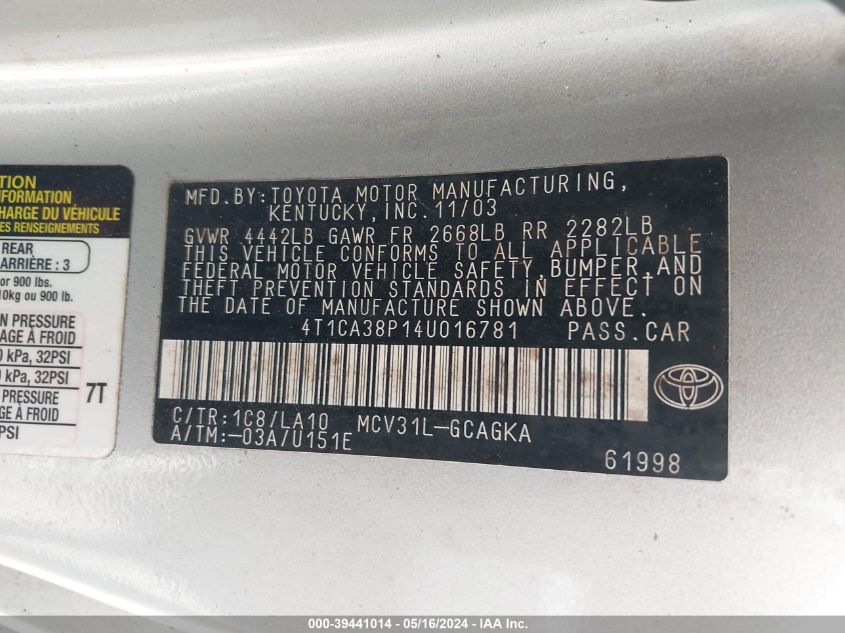 TION
NFORMATION
CHARGE DU VÉHICULE
ES RENSEIGNEMENTS
REAR
ARRIÈRE : 3
or 900 lbs.
10kg ou 900 lb.
N PRESSURE
AGE À FROID
0 kPa, 32PSI
0 kPa, 32PSI
N PRESSURE
AGE À FROID
PSI
7T
MFD. BY: TOYOTA MOTOR MANUFACTURING,
KENTUCKY, INC. 11/03
GVWR 4442LB GAWR FR 2668LB RR 2282LB
THIS VEHICLE CONFORMS TO ALL APPLICABLE
FEDERAL MOTOR VEHICLE SAFETY, BUMPER, AND
THEFT PREVENTION STANDARDS IN EFFECT ON
THE DATE OF MANUFACTURE SHOWN ABOVE.
4T1CA38P14U016781 PASS. CAR
C/TR: 1C8/LA10 MCV31L-GCAGKA
A/TM: -03A/U151E
61998
000-39441014 - 05/16/2024 - IAA, Inc.